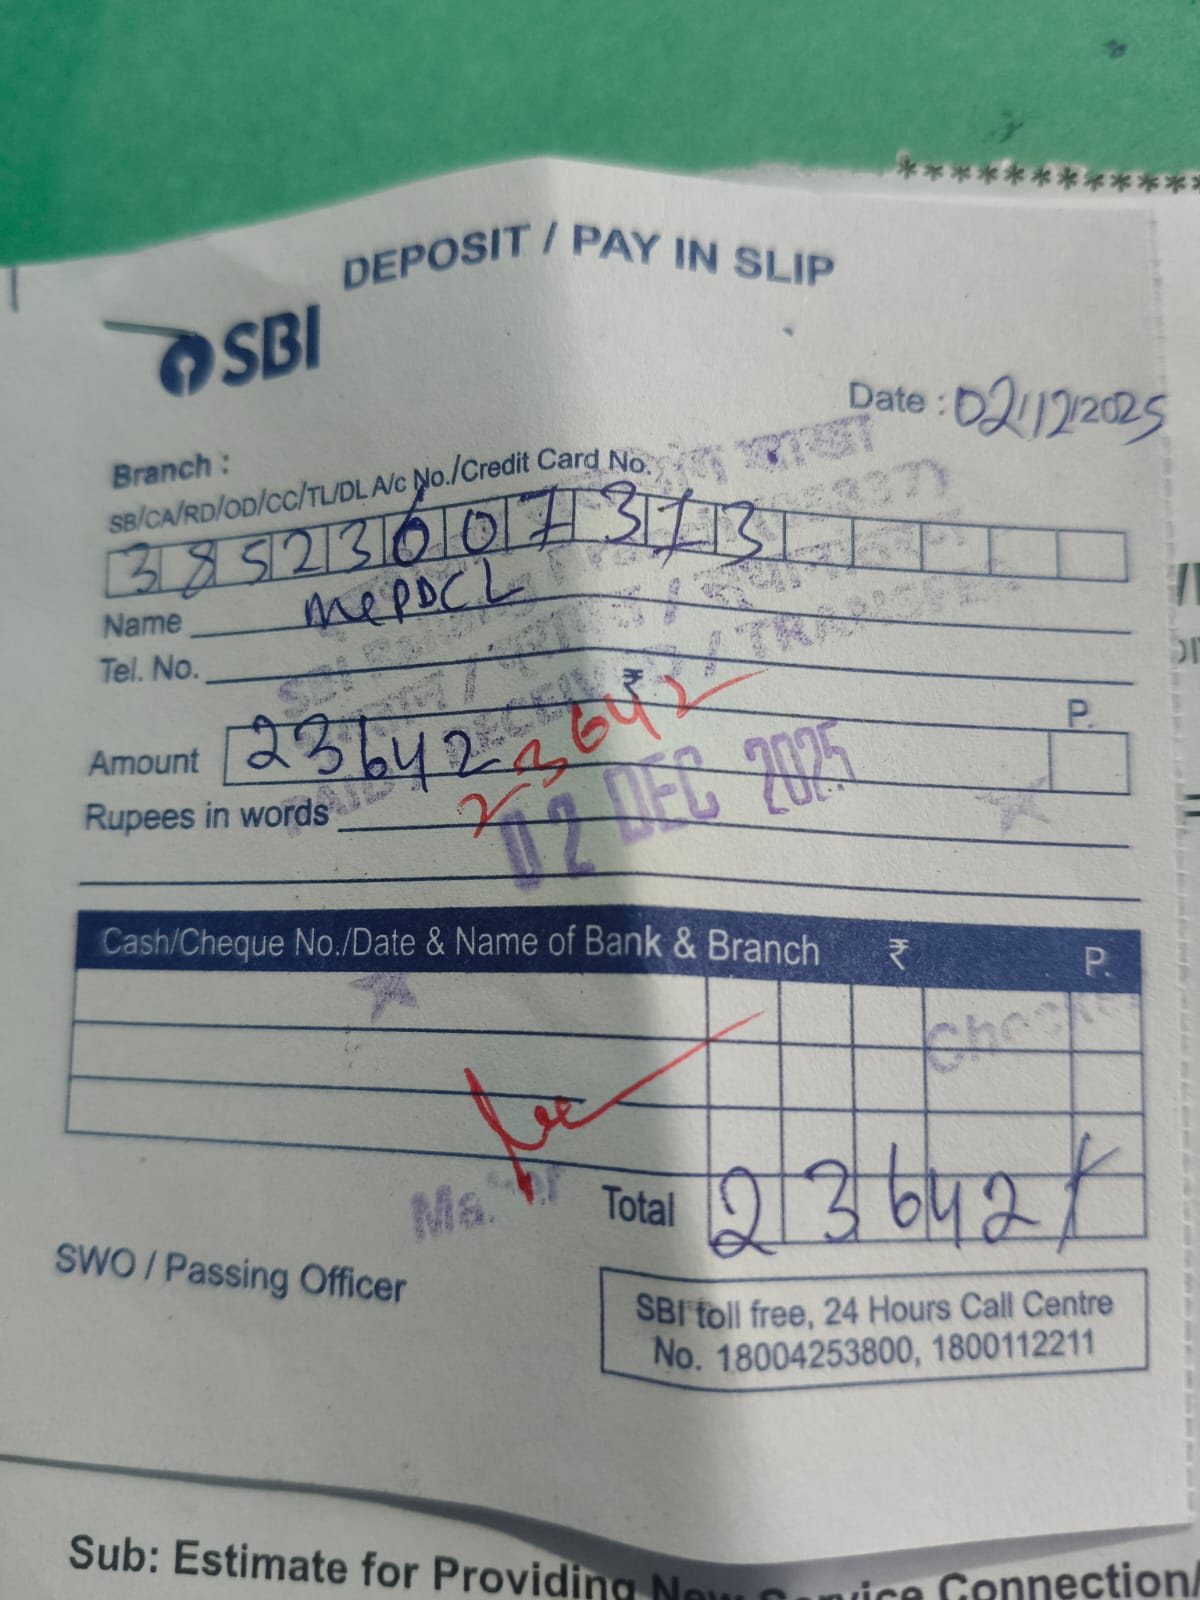 ************
DEPOSIT / PAY IN SLIP
SBI
Date : 02/12/2025
Branch :
SB/CA/RD/OD/CC/TL/DL A/c No./Credit Card No.
38523607313
Name MePDCL
Tel. No.
₹ P.
Amount 23642
23642
Rupees in words
02 DEC 2025
Cash/Cheque No./Date & Name of Bank & Branch ₹ P.
Total 23642/
SWO / Passing Officer
SBI toll free, 24 Hours Call Centre
No. 18004253800, 1800112211
Sub: Estimate for Providing New Service Connection/